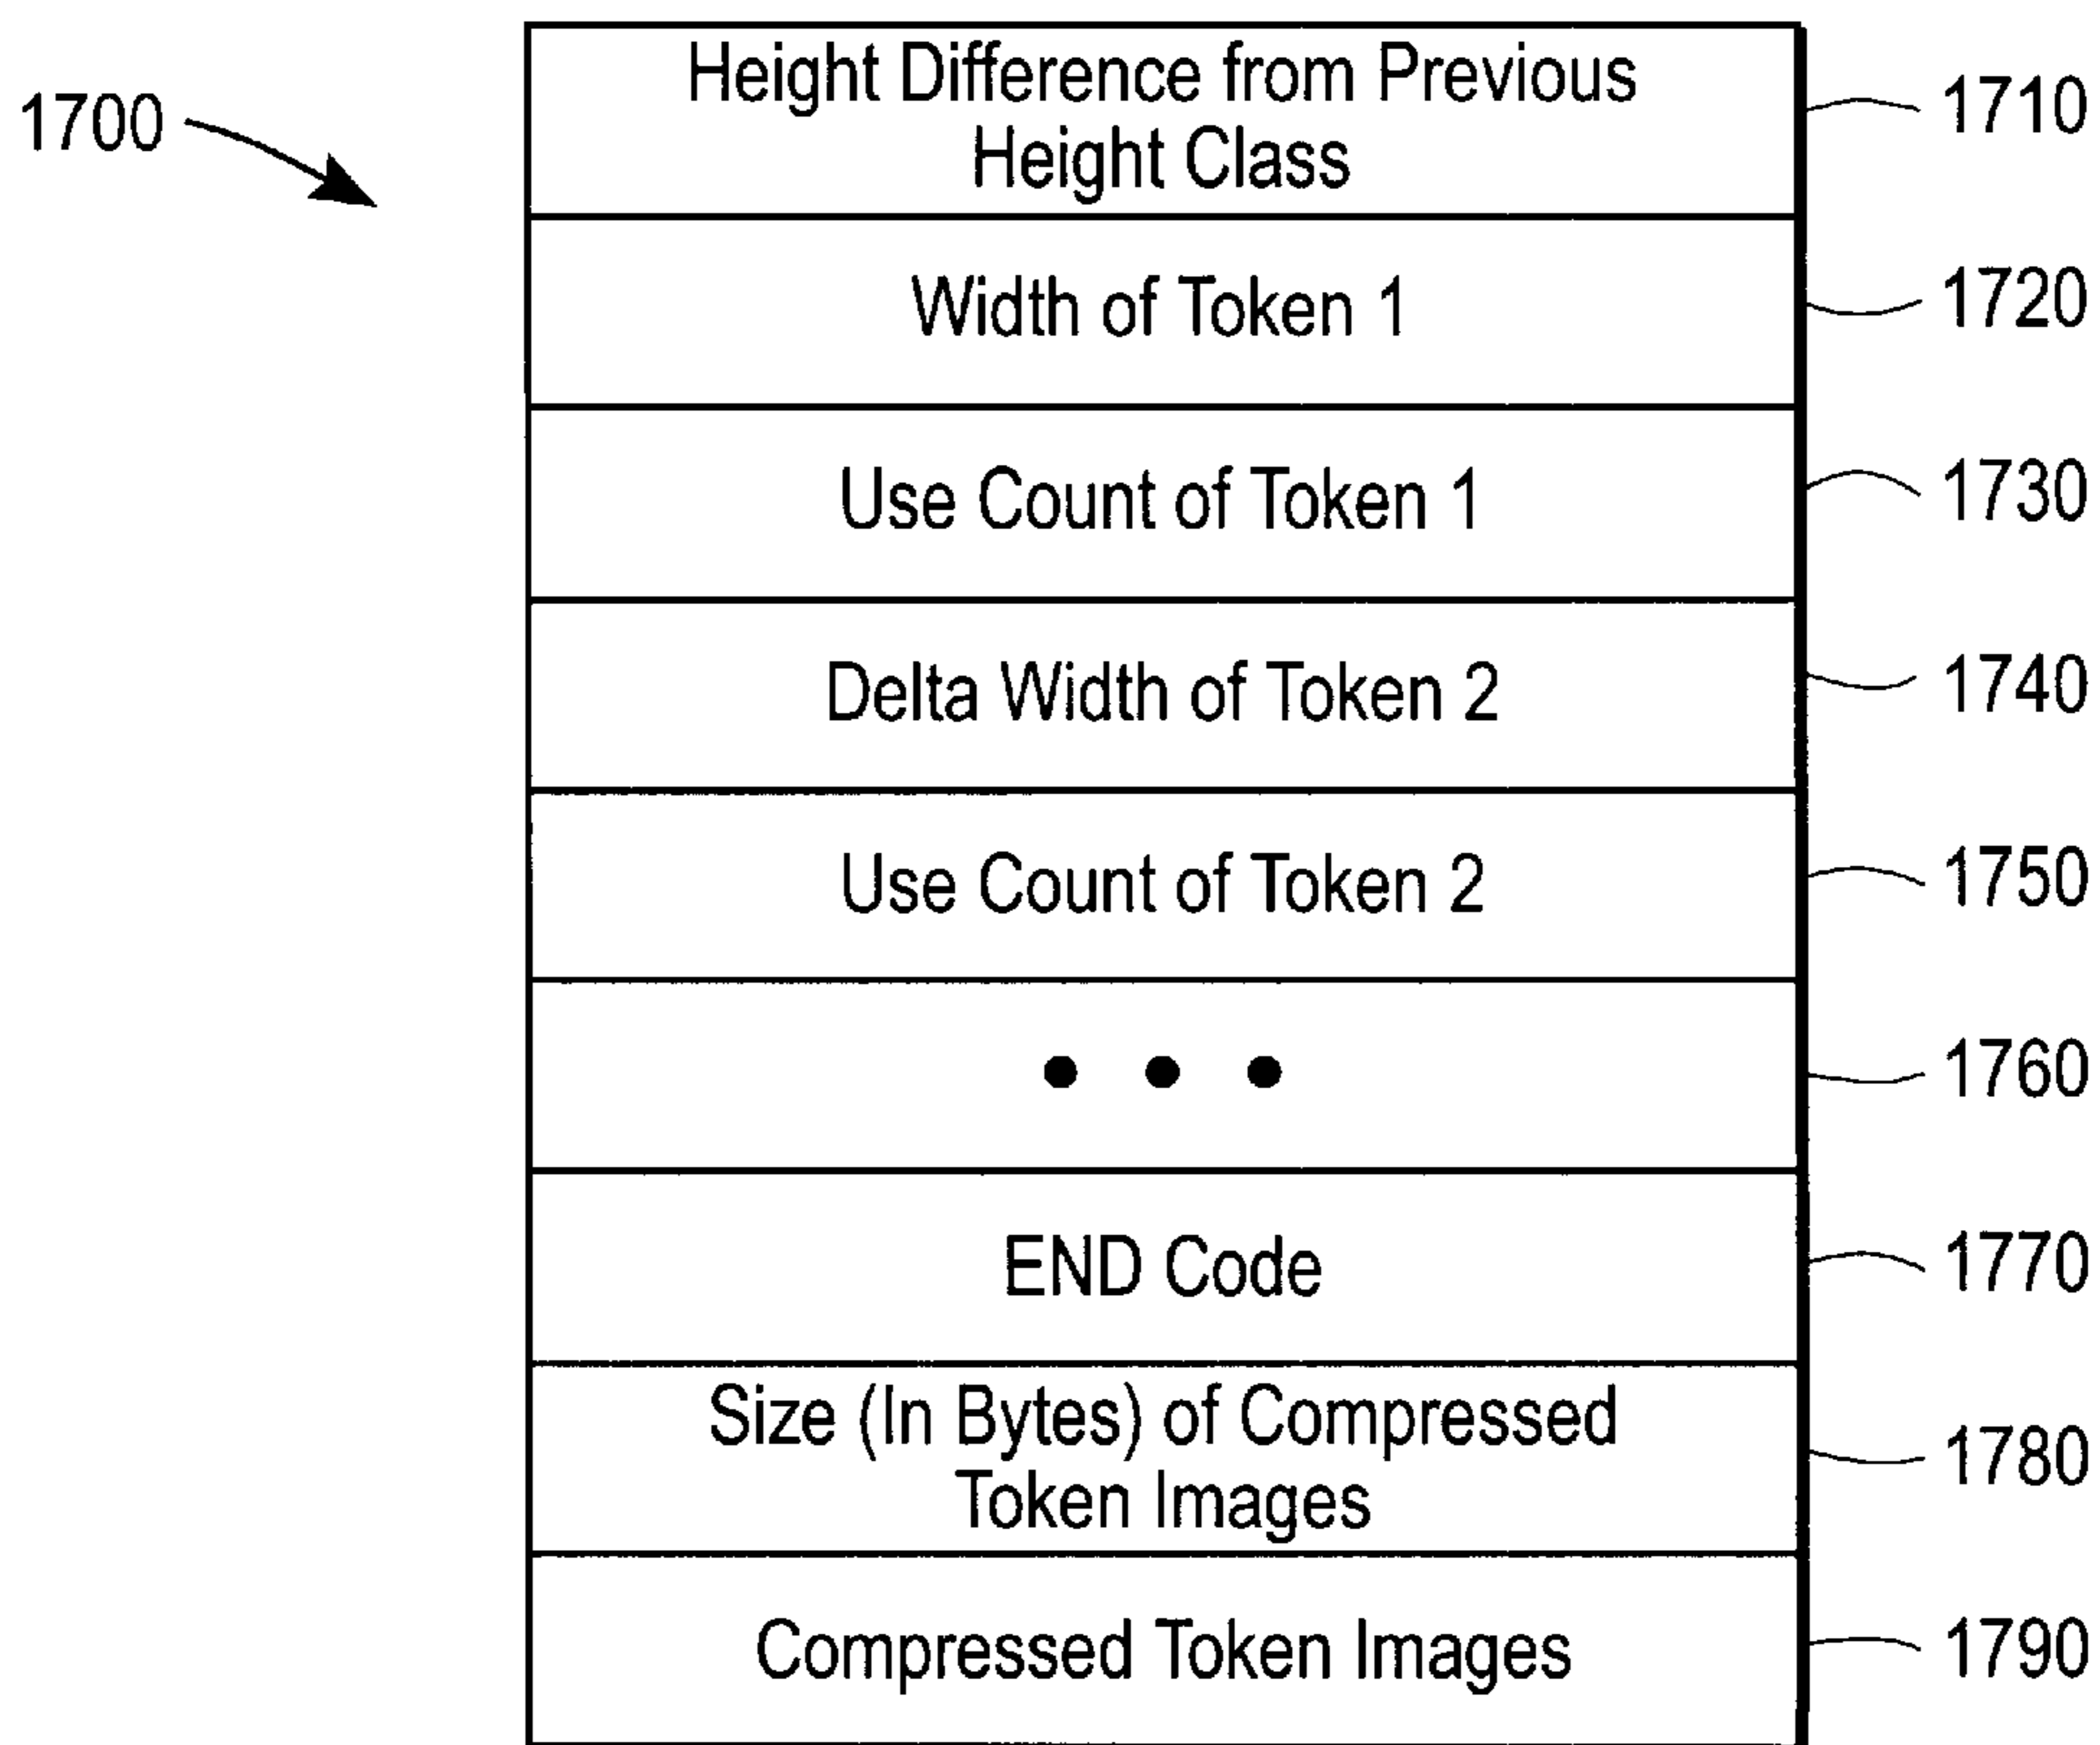 1700
Height Difference from Previous
Height Class
1710
Width of Token 1
1720
Use Count of Token 1
1730
Delta Width of Token 2
1740
Use Count of Token 2
1750
• • •
1760
END Code
1770
Size (In Bytes) of Compressed
Token Images
1780
Compressed Token Images
1790